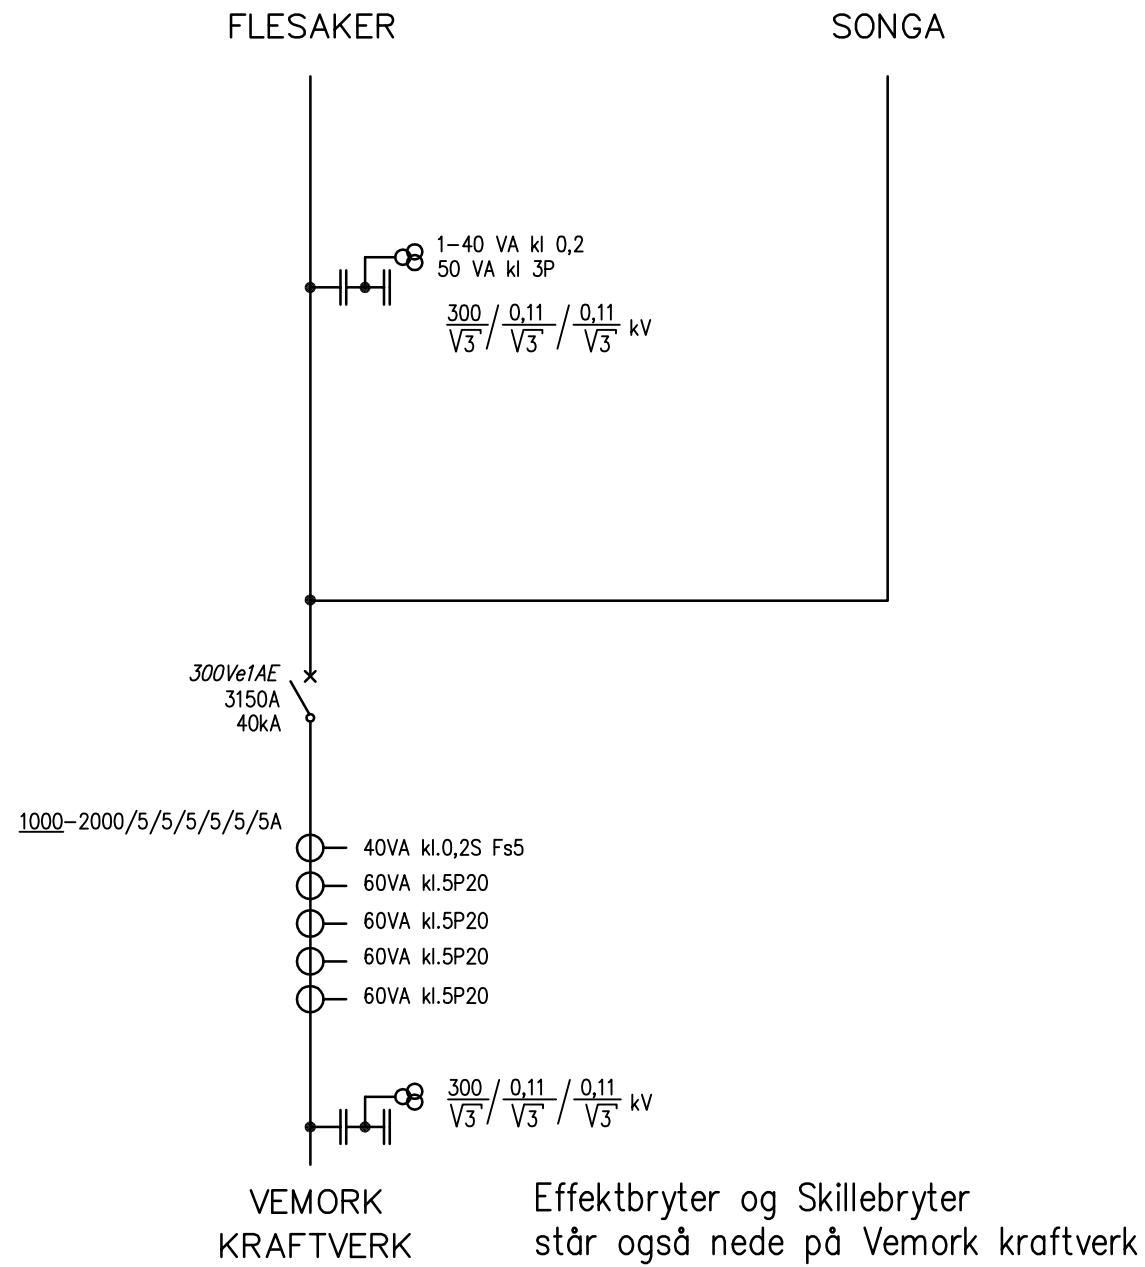 FLESAKER
SONGA
1-40 VA kl 0,2
50 VA kl 3P
300/√3 / 0,11/√3 / 0,11/√3 kV
300Ve1AE
3150A
40kA
1000-2000/5/5/5/5/5/5A
40VA kl.0,2S Fs5
60VA kl.5P20
60VA kl.5P20
60VA kl.5P20
60VA kl.5P20
300/√3 / 0,11/√3 / 0,11/√3 kV
VEMORK
KRAFTVERK
Effektbryter og Skillebryter
står også nede på Vemork kraftverk